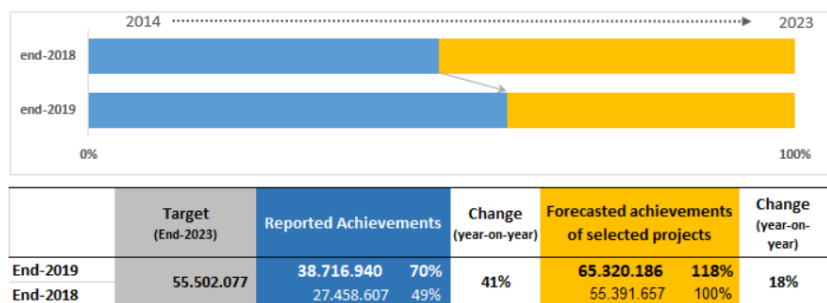 2014 2023
end-2018
end-2019
0% 100%
Target (End-2023) Reported Achievements Change (year-on-year) Forecasted achievements of selected projects Change (year-on-year)
End-2019 55.502.077 38.716.940 70% 41% 65.320.186 118% 18%
End-2018 27.458.607 49% 55.391.657 100%